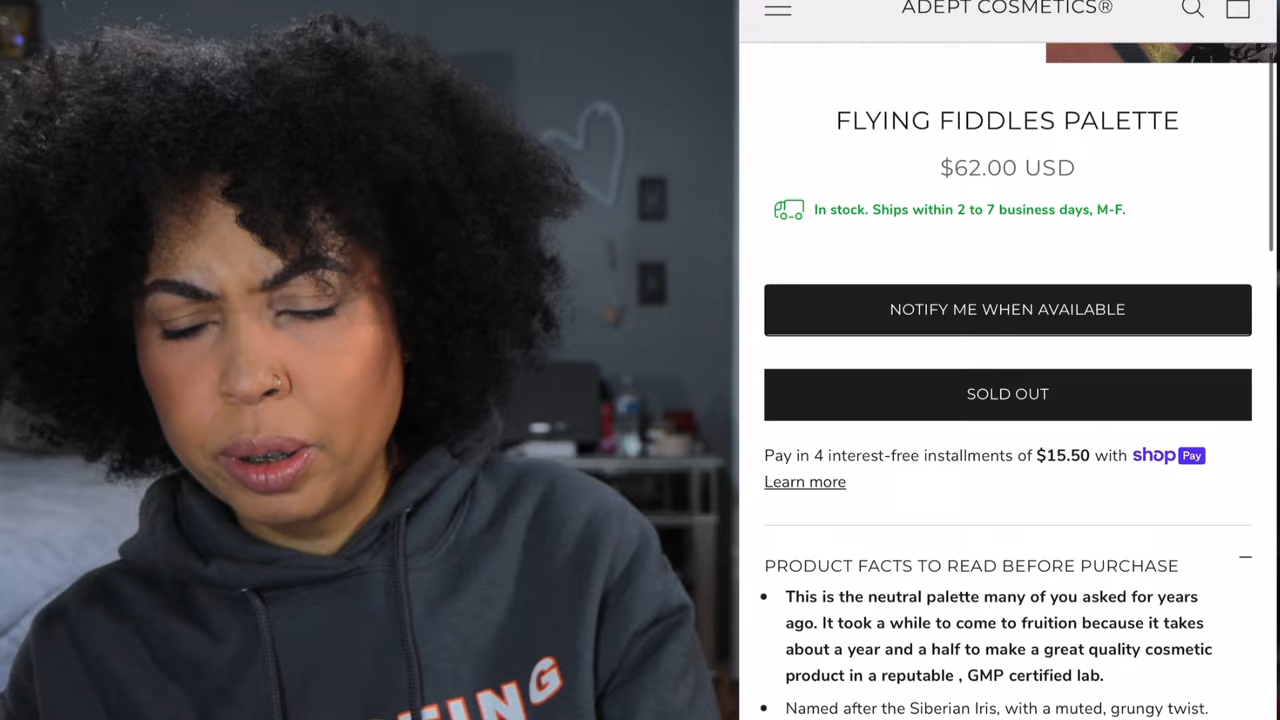 ADEPT COSMETICS®
FLYING FIDDLES PALETTE
$62.00 USD
In stock. Ships within 2 to 7 business days, M-F.
NOTIFY ME WHEN AVAILABLE
SOLD OUT
Pay in 4 interest-free installments of $15.50 with shop Pay
Learn more
PRODUCT FACTS TO READ BEFORE PURCHASE
This is the neutral palette many of you asked for years
ago. It took a while to come to fruition because it takes
about a year and a half to make a great quality cosmetic
product in a reputable , GMP certified lab.
Named after the Siberian Iris, with a muted, grungy twist.